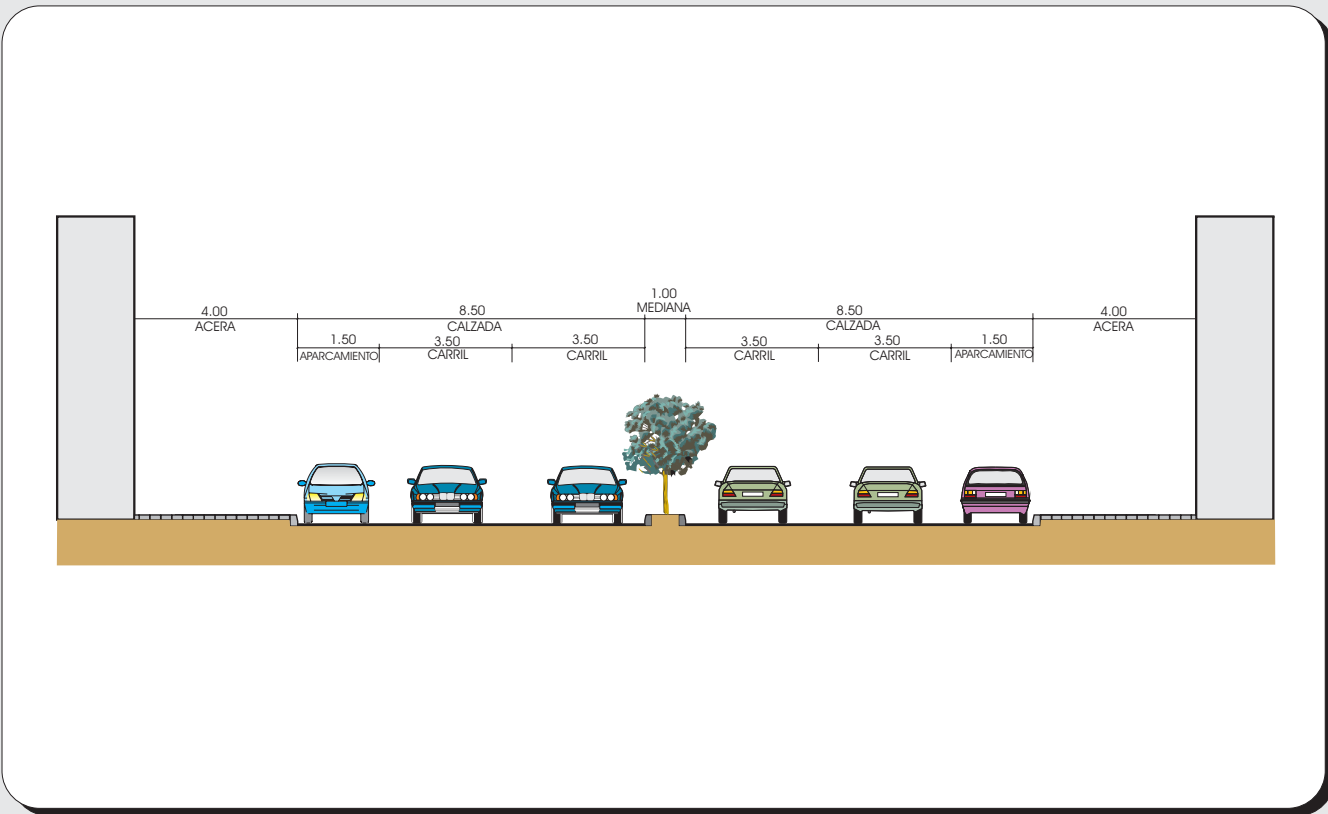 1.00
MEDIANA
4.00
ACERA
8.50
CALZADA
8.50
CALZADA
4.00
ACERA
1.50
APARCAMIENTO
3.50
CARRIL
3.50
CARRIL
3.50
CARRIL
3.50
CARRIL
1.50
APARCAMIENTO